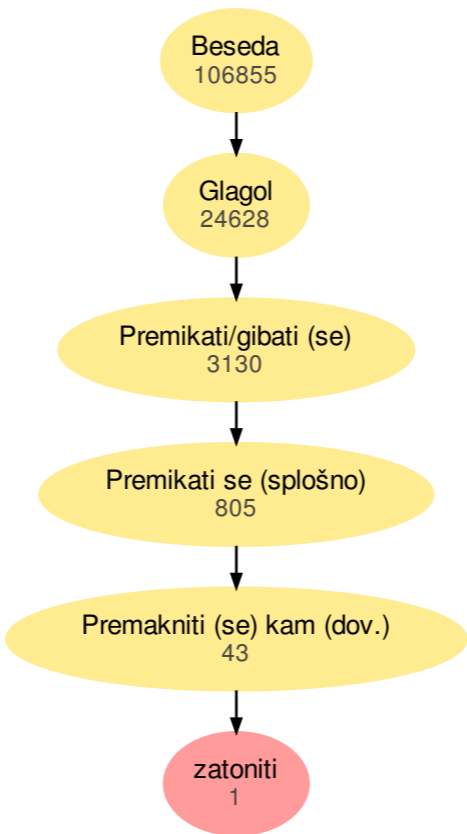 Beseda
106855
Glagol
24628
Premikati/gibati (se)
3130
Premikati se (splošno)
805
Premakniti (se) kam (dov.)
43
zatoniti
1